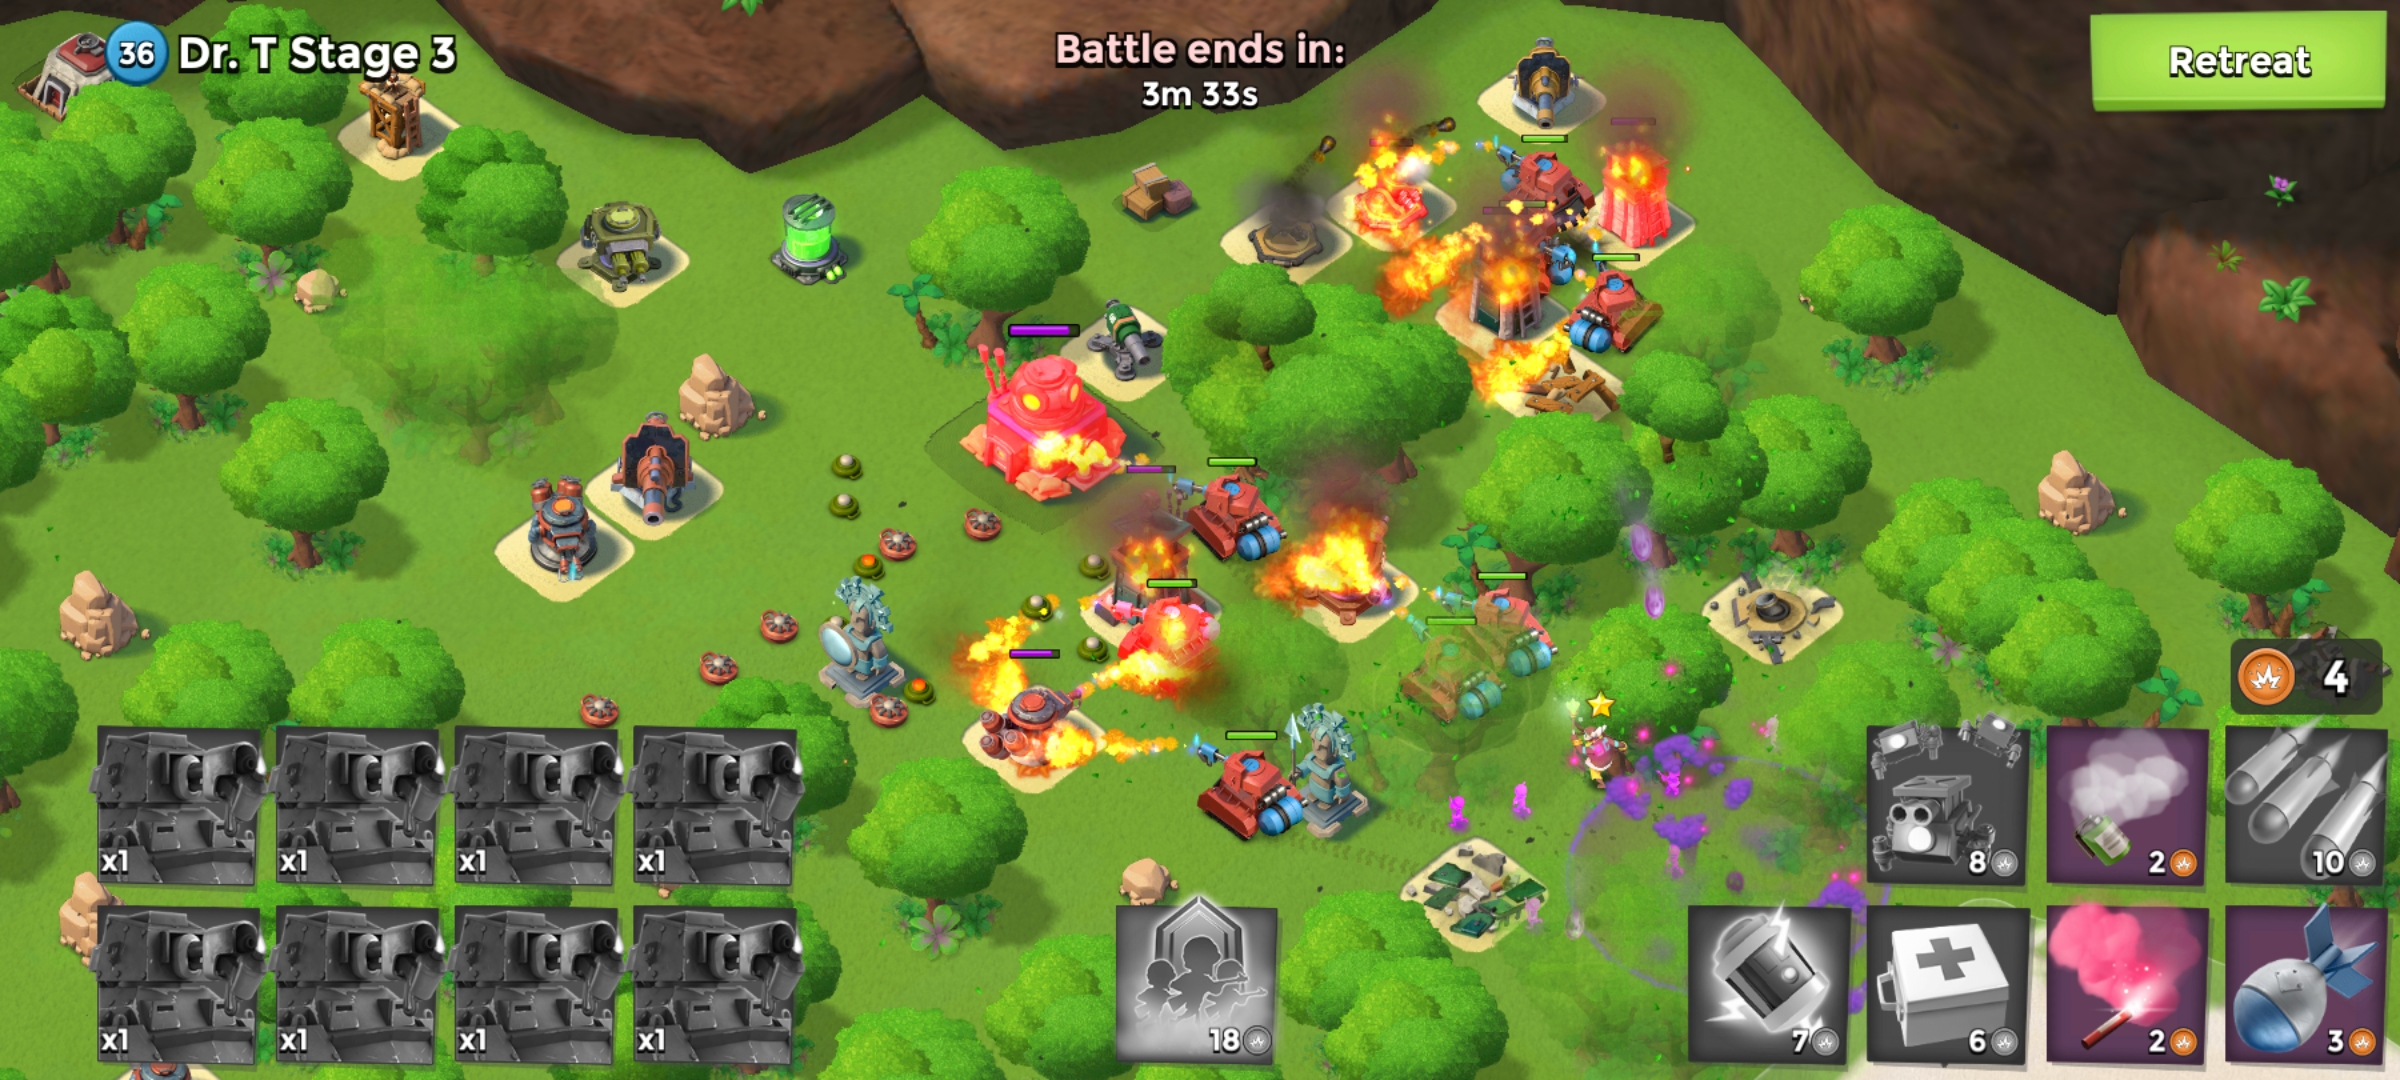 36 Dr. T Stage 3
Battle ends in:
3m 33s
Retreat
4
x1
x1
x1
x1
8
2
10
x1
x1
x1
x1
18
7
6
2
3